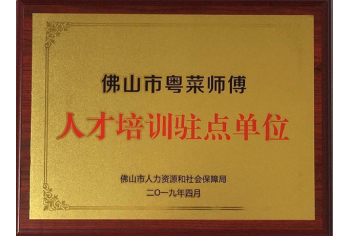 佛山市粤菜师傅
人才培训驻点单位
佛山市人力资源和社会保障局
二〇一九年四月